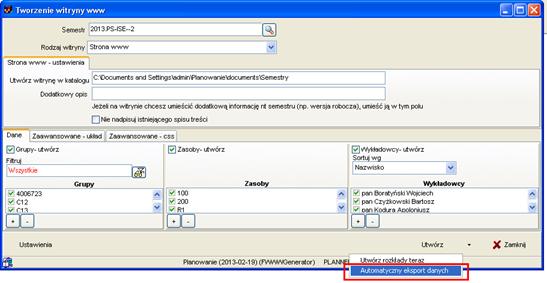 Tworzenie witryny www
Semestr 2013.PS-ISE--2
Rodzaj witryny Strona www
Strona www - ustawienia
Utwórz witrynę w katalogu C:\Documents and Settings\admin\Planowanie\documents\Semestry
Dodatkowy opis
Jeżeli na witrynie chcesz umieścić dodatkową informację nt semestru (np. wersja robocza), umieść ją w tym polu
Nie nadpisuj istniejącego spisu treści
Dane Zaawansowane - układ Zaawansowane - css
Grupy- utwórz Zasoby- utwórz Wykładowcy- utwórz
Filtruj Sortuj wg
Wszystkie Nazwisko
Grupy Zasoby Wykładowcy
4006723 100 pan Boratyński Wojciech
C12 200 pan Czyżkowski Bartosz
C13 R1 pan Kodura Apoloniusz
+ - + - + -
Ustawienia Utwórz Zamknij
Utwórz rozkłady teraz
Planowanie (2013-02-19) (FWWWGenerator) PLANNE
Automatyczny eksport danych